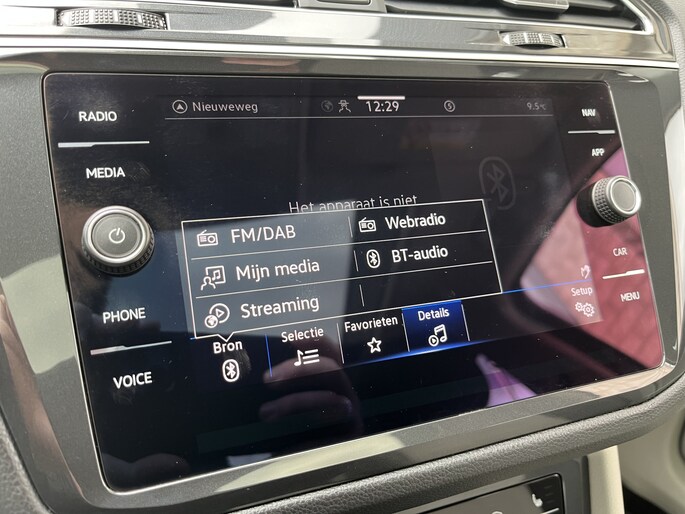 RADIO
MEDIA
PHONE
VOICE
Nieuweweg
12:29
9.5°C
NAV
APP
CAR
MENU
Het apparaat is niet
FM/DAB
Webradio
Mijn media
BT-audio
Streaming
Bron
Selectie
Favorieten
Details
Setup